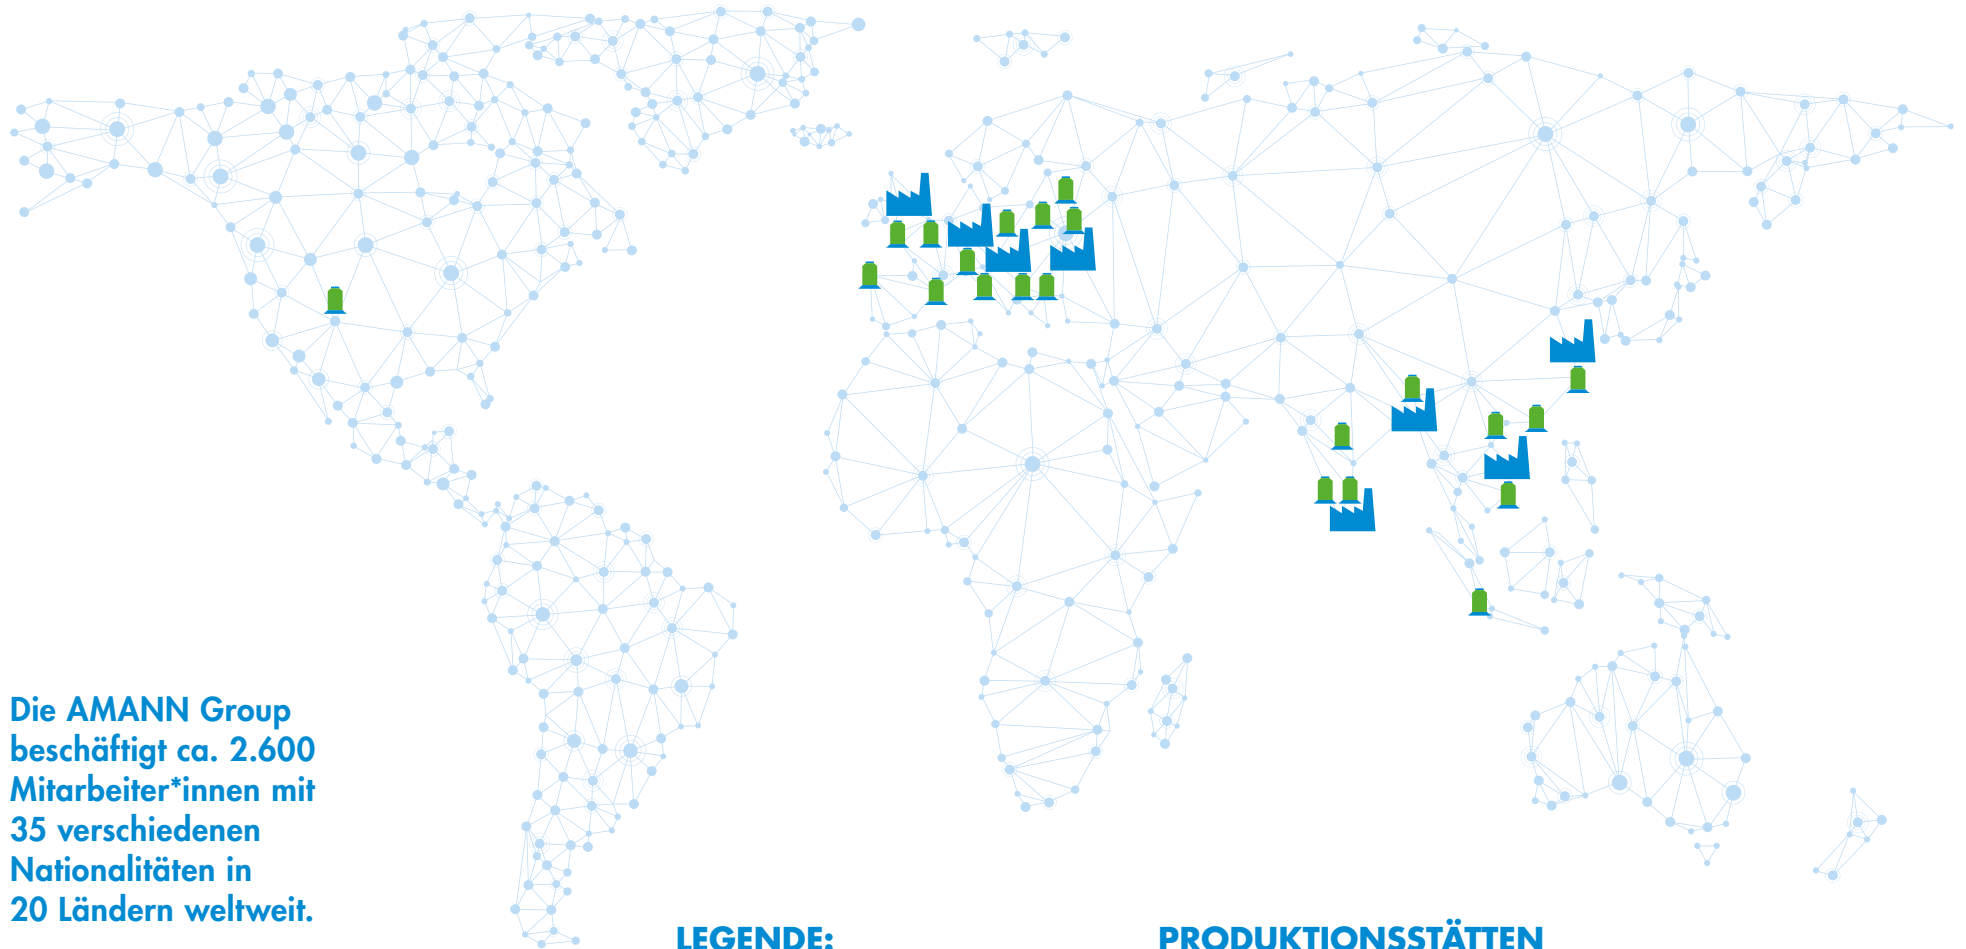 Die AMANN Group
beschäftigt ca. 2.600
Mitarbeiter*innen mit
35 verschiedenen
Nationalitäten in
20 Ländern weltweit.
LEGENDE:
PRODUKTIONSSTÄTTEN